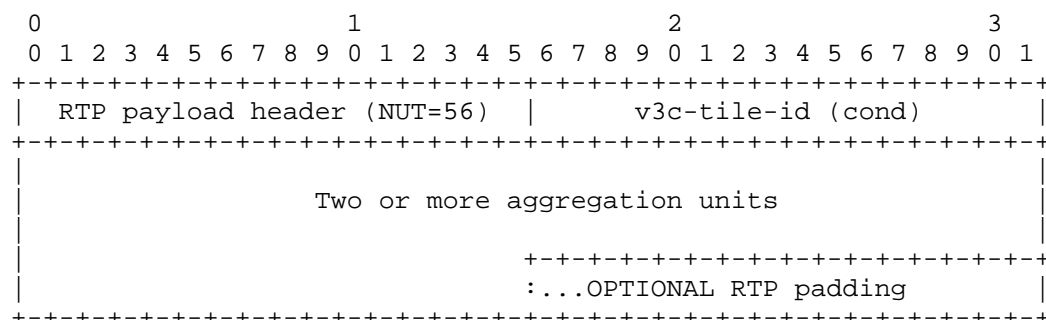 0                   1                   2                   3
 0 1 2 3 4 5 6 7 8 9 0 1 2 3 4 5 6 7 8 9 0 1 2 3 4 5 6 7 8 9 0 1
+-+-+-+-+-+-+-+-+-+-+-+-+-+-+-+-+-+-+-+-+-+-+-+-+-+-+-+-+-+-+-+-+
|  RTP payload header (NUT=56)  |      v3c-tile-id (cond)       |
+-+-+-+-+-+-+-+-+-+-+-+-+-+-+-+-+-+-+-+-+-+-+-+-+-+-+-+-+-+-+-+-+
|                                                               |
|                  Two or more aggregation units                |
|                                                               |
|                               +-+-+-+-+-+-+-+-+-+-+-+-+-+-+-+-+
|                               :...OPTIONAL RTP padding        |
+-+-+-+-+-+-+-+-+-+-+-+-+-+-+-+-+-+-+-+-+-+-+-+-+-+-+-+-+-+-+-+-+